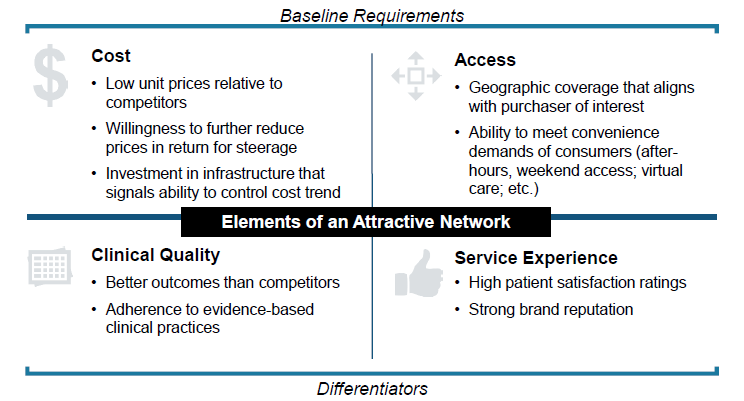 Baseline Requirements
$
Cost
• Low unit prices relative to
competitors
• Willingness to further reduce
prices in return for steerage
• Investment in infrastructure that
signals ability to control cost trend
Access
• Geographic coverage that aligns
with purchaser of interest
• Ability to meet convenience
demands of consumers (after-
hours, weekend access; virtual
care; etc.)
Elements of an Attractive Network
Clinical Quality
• Better outcomes than competitors
• Adherence to evidence-based
clinical practices
Service Experience
• High patient satisfaction ratings
• Strong brand reputation
Differentiators